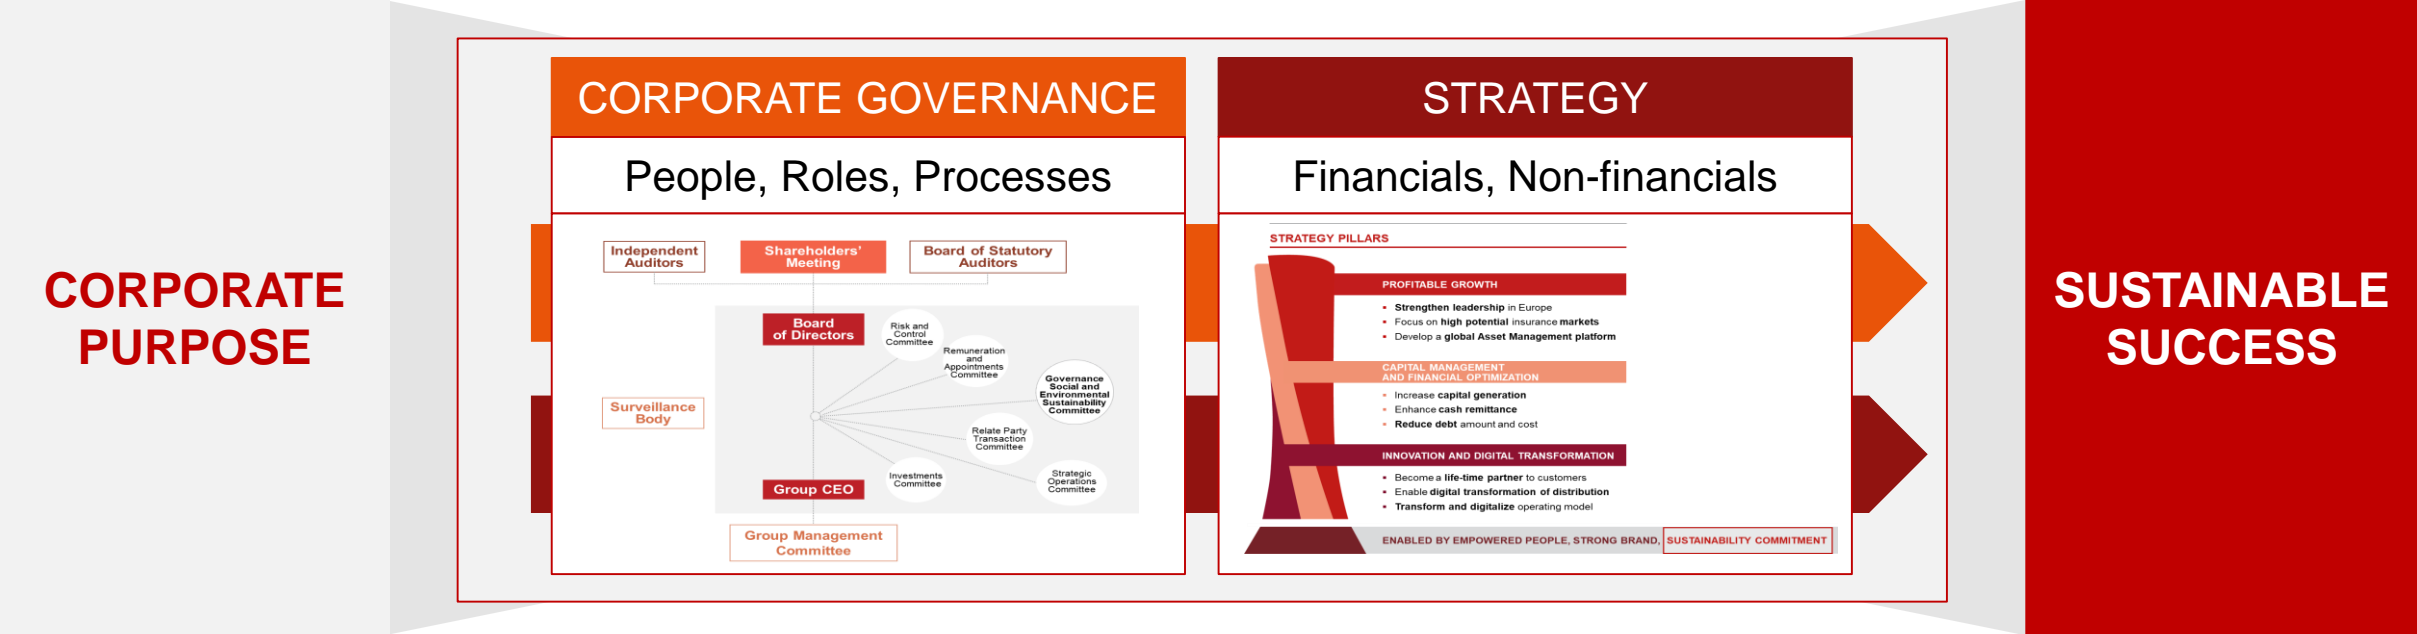 CORPORATE
PURPOSE
CORPORATE GOVERNANCE
People, Roles, Processes
Independent
Auditors
Shareholders'
Meeting
Board of Statutory
Auditors
Board
of Directors
Risk and
Control
Committee
Remuneration
and
Appointments
Committee
Governance
Social and
Environmental
Sustainability
Committee
Surveillance
Body
Relate Party
Transaction
Committee
Investments
Committee
Strategic
Operations
Committee
Group CEO
Group Management
Committee
STRATEGY
Financials, Non-financials
STRATEGY PILLARS
PROFITABLE GROWTH
▪ Strengthen leadership in Europe
▪ Focus on high potential insurance markets
▪ Develop a global Asset Management platform
CAPITAL MANAGEMENT
AND FINANCIAL OPTIMIZATION
▪ Increase capital generation
▪ Enhance cash remittance
▪ Reduce debt amount and cost
INNOVATION AND DIGITAL TRANSFORMATION
▪ Become a life-time partner to customers
▪ Enable digital transformation of distribution
▪ Transform and digitalize operating model
ENABLED BY EMPOWERED PEOPLE, STRONG BRAND, SUSTAINABILITY COMMITMENT
SUSTAINABLE
SUCCESS